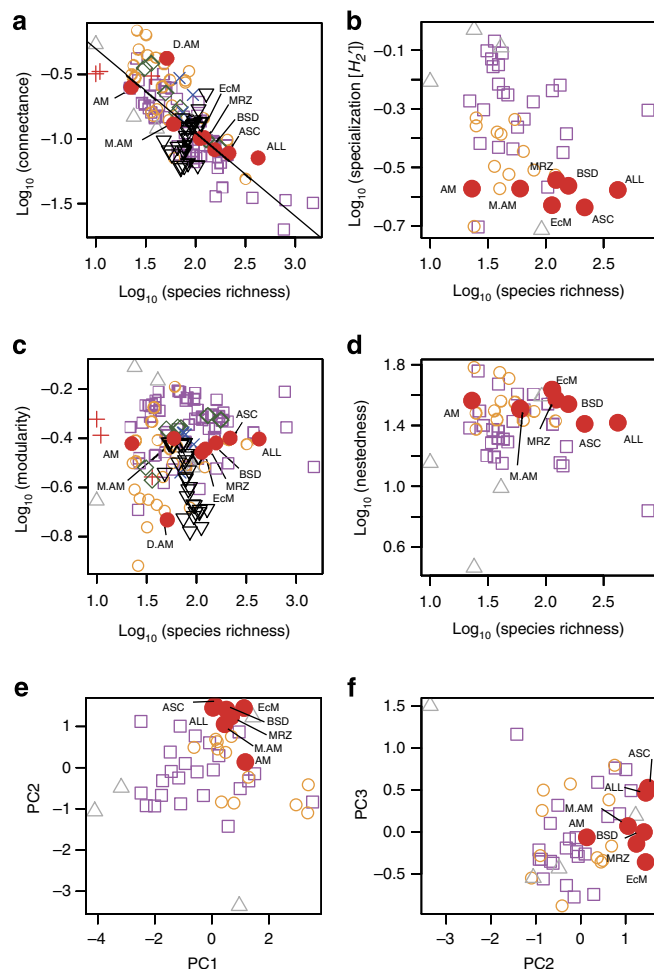 a
D.AM
EcM
MRZ
BSD
ASC
ALL
AM
M.AM
−0.5
−1.0
−1.5
1.0
1.5
2.0
2.5
3.0
Log10 (connectance)
Log10 (species richness)
b
MRZ
BSD
AM
M.AM
ALL
EcM
ASC
−0.1
−0.3
−0.5
−0.7
1.0
1.5
2.0
2.5
Log10 (specialization [H2′])
Log10 (species richness)
c
ASC
AM
ALL
M.AM
BSD
MRZ
EcM
D.AM
−0.2
−0.4
−0.6
−0.8
1.0
1.5
2.0
2.5
3.0
Log10 (modularity)
Log10 (species richness)
d
EcM
AM
BSD
MRZ
ASC
ALL
M.AM
1.8
1.4
1.0
0.6
1.0
1.5
2.0
2.5
Log10 (nestedness)
Log10 (species richness)
e
ASC
EcM
ALL
BSD
MRZ
M.AM
AM
1
0
−1
−2
−3
−4
−2
0
2
PC2
PC1
f
ASC
ALL
M.AM
AM
BSD
MRZ
EcM
1.5
1.0
0.5
0.0
−0.5
−3
−2
−1
0
1
PC3
PC2